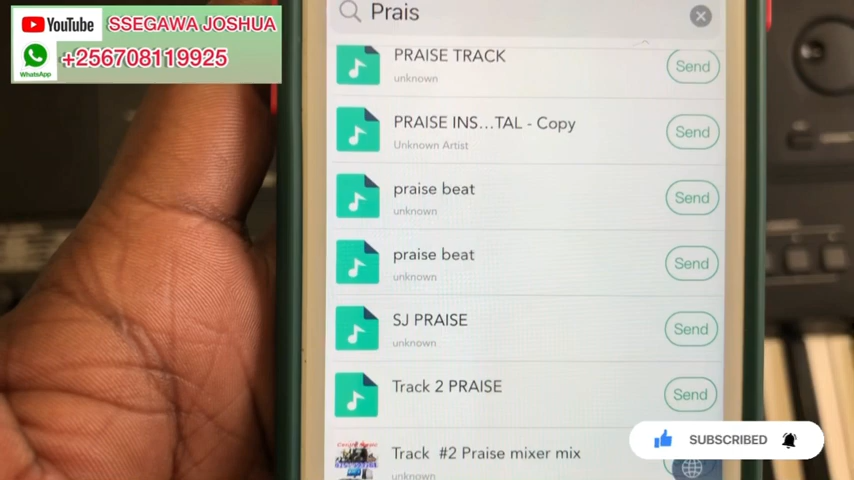 YouTube SSEGAWA JOSHUA
WhatsApp +256708119925
Prais
PRAISE TRACK
unknown
Send
PRAISE INS...TAL - Copy
Unknown Artist
Send
praise beat
unknown
Send
praise beat
unknown
Send
SJ PRAISE
unknown
Send
Track 2 PRAISE
unknown
Send
Track #2 Praise mixer mix
unknown
SUBSCRIBED